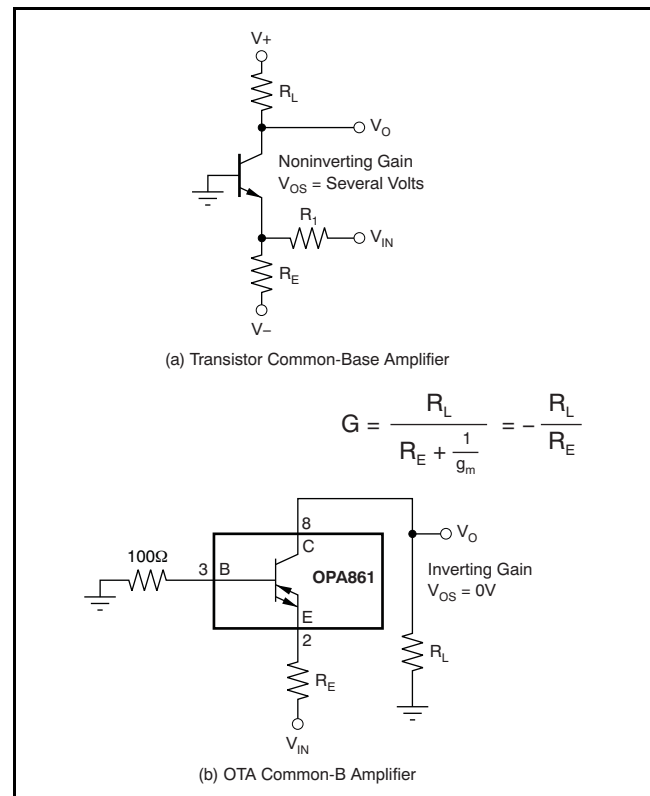 V+
R_L
V_O
Noninverting Gain
V_OS = Several Volts
R_1
V_IN
R_E
V−
(a) Transistor Common-Base Amplifier
G = R_L / (R_E + 1/g_m) = − R_L / R_E
8
V_O
C
100Ω
3
B
OPA861
Inverting Gain
V_OS = 0V
E
2
R_L
R_E
V_IN
(b) OTA Common-B Amplifier